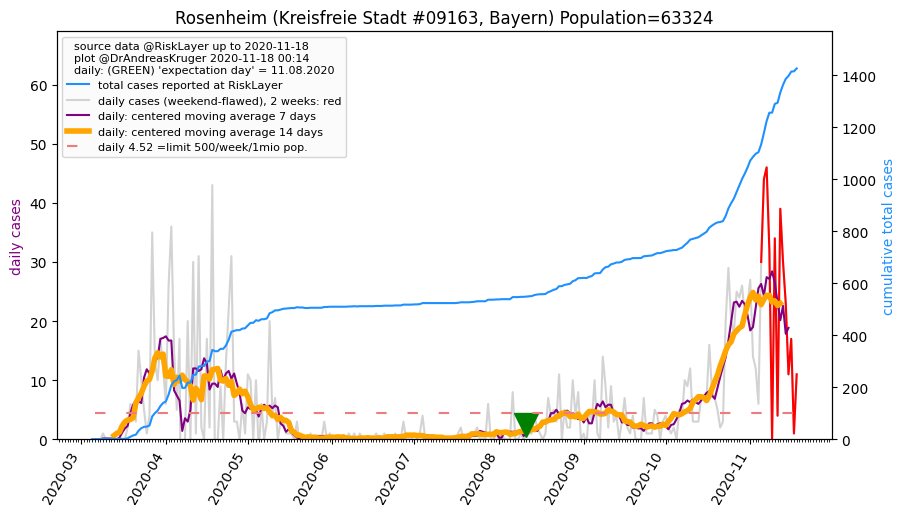 Rosenheim (Kreisfreie Stadt #09163, Bayern) Population=63324
source data @RiskLayer up to 2020-11-18
plot @DrAndreasKruger 2020-11-18 00:14
daily: (GREEN) 'expectation day' = 11.08.2020
total cases reported at RiskLayer
daily cases (weekend-flawed), 2 weeks: red
daily: centered moving average 7 days
daily: centered moving average 14 days
daily 4.52 =limit 500/week/1mio pop.
daily cases
60
50
40
30
20
10
0
cumulative total cases
1400
1200
1000
800
600
400
200
0
2020-03
2020-04
2020-05
2020-06
2020-07
2020-08
2020-09
2020-10
2020-11